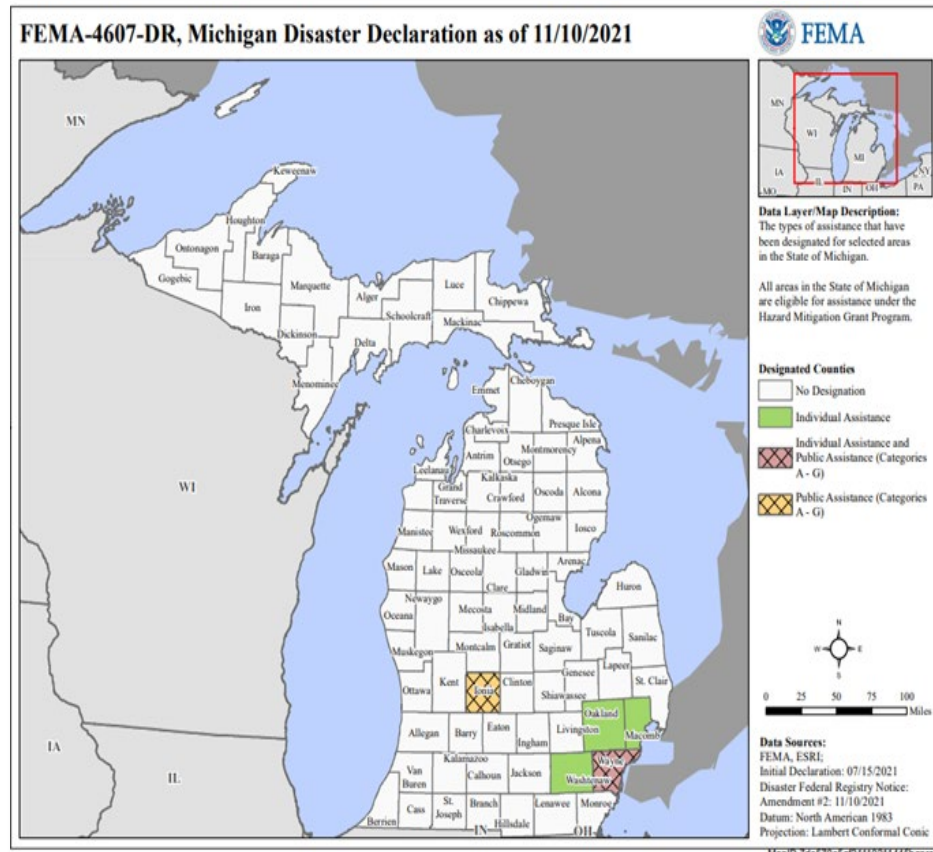 FEMA-4607-DR, Michigan Disaster Declaration as of 11/10/2021
FEMA
MN
WI
IA
IL
IN
OH
Keweenaw
Houghton
Ontonagon
Baraga
Gogebic
Marquette
Iron
Alger
Luce
Chippewa
Schoolcraft
Mackinac
Dickinson
Delta
Menominee
Cheboygan
Emmet
Presque Isle
Charlevoix
Alpena
Antrim
Montmorency
Otsego
Leelanau
Kalkaska
Grand
Traverse
Crawford
Oscoda
Alcona
Ogemaw
Manistee
Wexford
Roscommon
Iosco
Missaukee
Arenac
Mason
Lake
Osceola
Gladwin
Clare
Huron
Newaygo
Oceana
Mecosta
Midland
Bay
Isabella
Tuscola
Sanilac
Muskegon
Montcalm
Gratiot
Saginaw
Lapeer
Genesee
St. Clair
Ottawa
Kent
Ionia
Clinton
Shiawassee
Oakland
Macomb
Allegan
Barry
Eaton
Ingham
Livingston
Wayne
Van
Buren
Kalamazoo
Calhoun
Jackson
Washtenaw
Berrien
Cass
St.
Joseph
Branch
Hillsdale
Lenawee
Monroe
MN
WI
MI
IA
IL
IN
OH
NY
PA
MO
Data Layer/Map Description:
The types of assistance that have
been designated for selected areas
in the State of Michigan.
All areas in the State of Michigan
are eligible for assistance under the
Hazard Mitigation Grant Program.
Designated Counties
No Designation
Individual Assistance
Individual Assistance and
Public Assistance (Categories
A - G)
Public Assistance (Categories
A - G)
N
W E
S
0 25 50 75 100
Miles
Data Sources:
FEMA, ESRI;
Initial Declaration: 07/15/2021
Disaster Federal Registry Notice:
Amendment #2: 11/10/2021
Datum: North American 1983
Projection: Lambert Conformal Conic